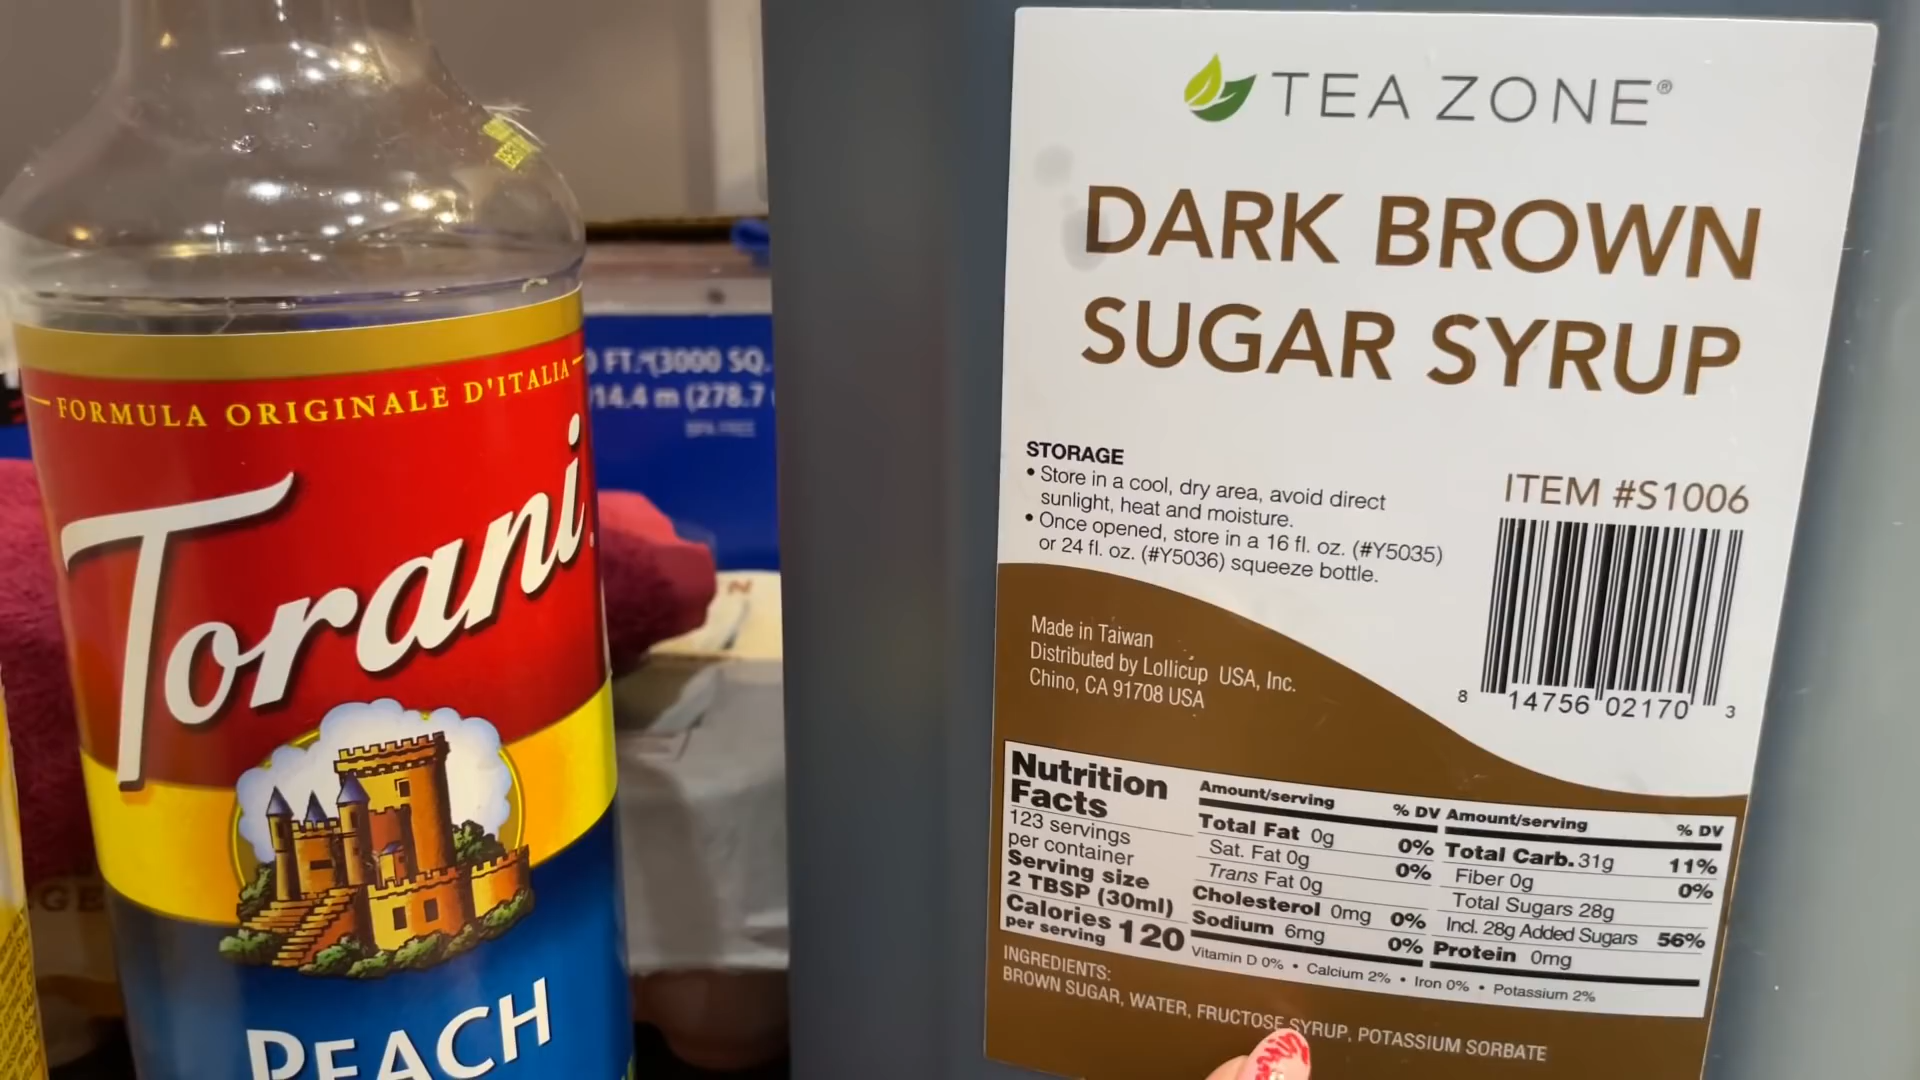 FORMULA ORIGINALE D'ITALIA
Torani
PEACH
FT. (3000 SQ.
14.4 m (278.7
BPA FREE
TEA ZONE®
DARK BROWN
SUGAR SYRUP
STORAGE
• Store in a cool, dry area, avoid direct
sunlight, heat and moisture.
• Once opened, store in a 16 fl. oz. (#Y5035)
or 24 fl. oz. (#Y5036) squeeze bottle.
ITEM #S1006
8 14756 02170 3
Made in Taiwan
Distributed by Lollicup USA, Inc.
Chino, CA 91708 USA
Nutrition
Facts
123 servings
per container
Serving size
2 TBSP (30ml)
Calories
per serving 120
Amount/serving % DV
Total Fat 0g 0%
Sat. Fat 0g 0%
Trans Fat 0g
Cholesterol 0mg 0%
Sodium 6mg 0%
Amount/serving % DV
Total Carb. 31g 11%
Fiber 0g 0%
Total Sugars 28g
Incl. 28g Added Sugars 56%
Protein 0mg
Vitamin D 0% • Calcium 2% • Iron 0% • Potassium 2%
INGREDIENTS:
BROWN SUGAR, WATER, FRUCTOSE SYRUP, POTASSIUM SORBATE